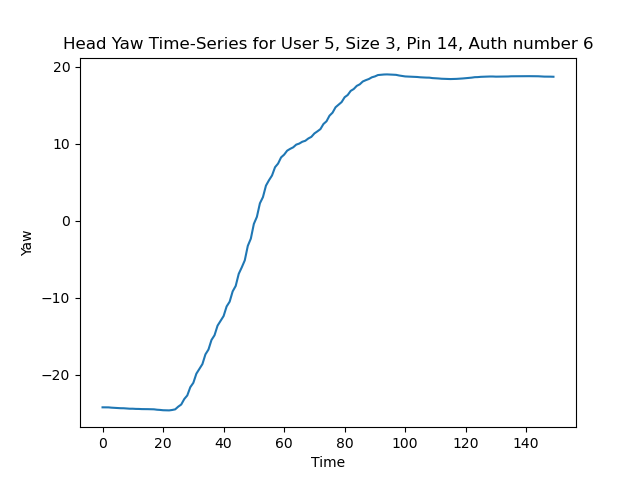 Head Yaw Time-Series for User 5, Size 3, Pin 14, Auth number 6
20
10
0
−10
−20
Yaw
0 20 40 60 80 100 120 140
Time